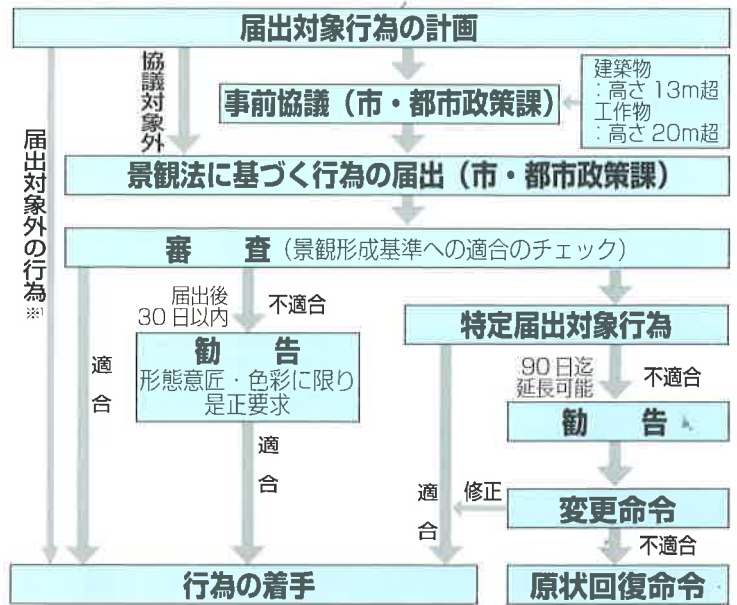 届出対象行為の計画
協議対象外
事前協議（市・都市政策課）
建築物
：高さ13m超
工作物
：高さ20m超
届出対象外の行為※1
景観法に基づく行為の届出（市・都市政策課）
審　査（景観形成基準への適合のチェック）
適合
届出後
30日以内
不適合
勧　告
形態意匠・色彩に限り
是正要求
適合
特定届出対象行為
90日迄
延長可能
不適合
勧　告
適合
修正
変更命令
不適合
行為の着手
原状回復命令